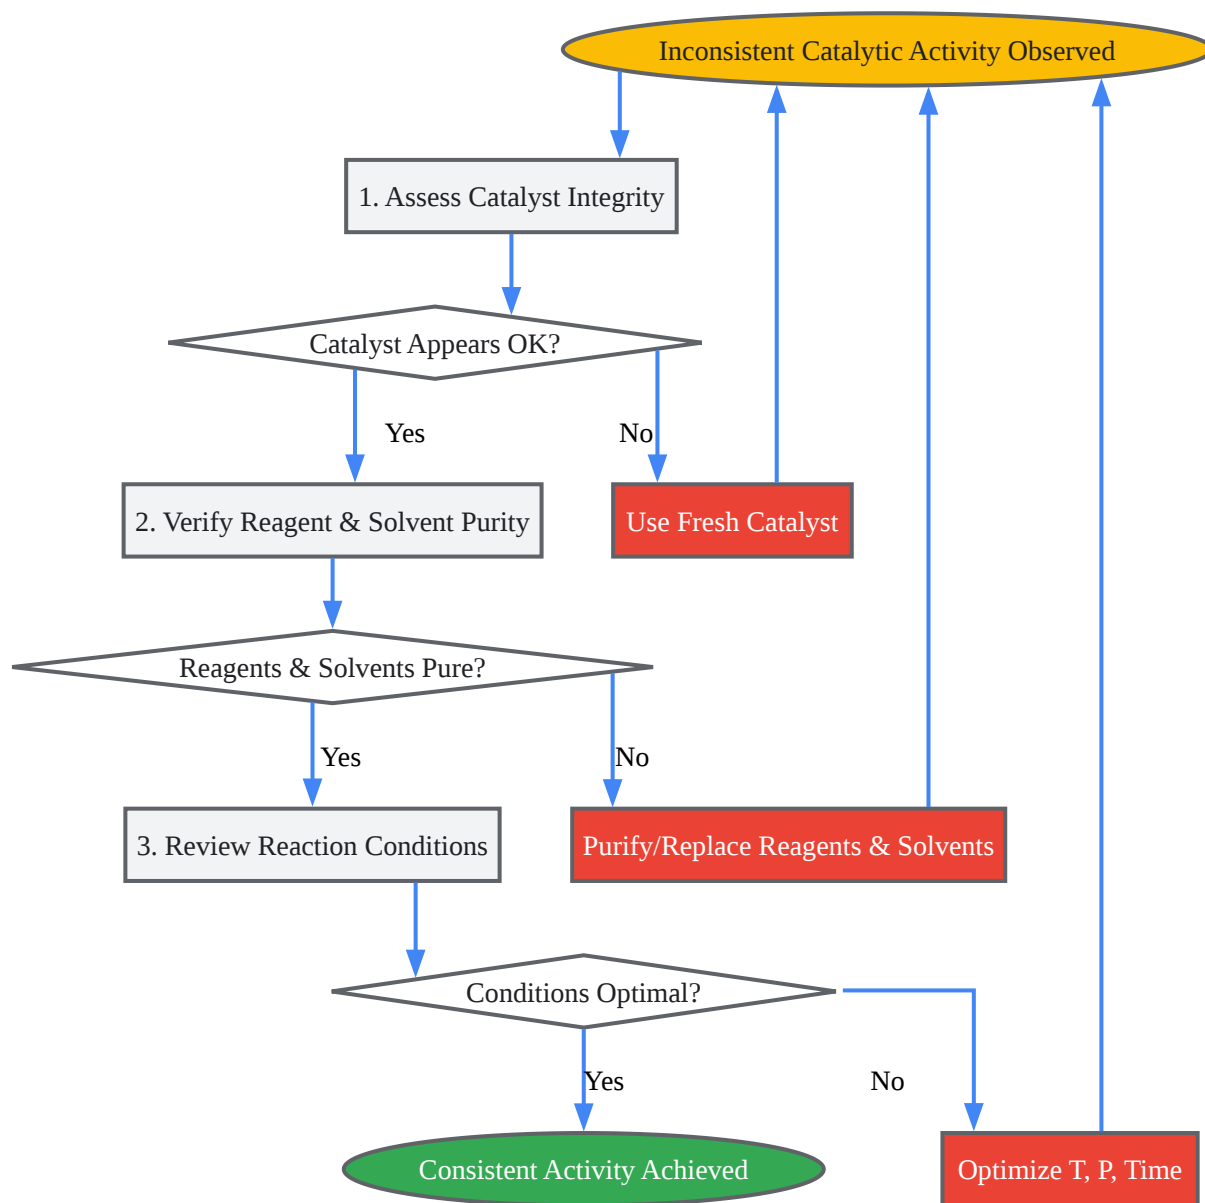 Inconsistent Catalytic Activity Observed
1. Assess Catalyst Integrity
Catalyst Appears OK?
Yes
No
2. Verify Reagent & Solvent Purity
Use Fresh Catalyst
Reagents & Solvents Pure?
Yes
No
3. Review Reaction Conditions
Purify/Replace Reagents & Solvents
Conditions Optimal?
Yes
No
Consistent Activity Achieved
Optimize T, P, Time